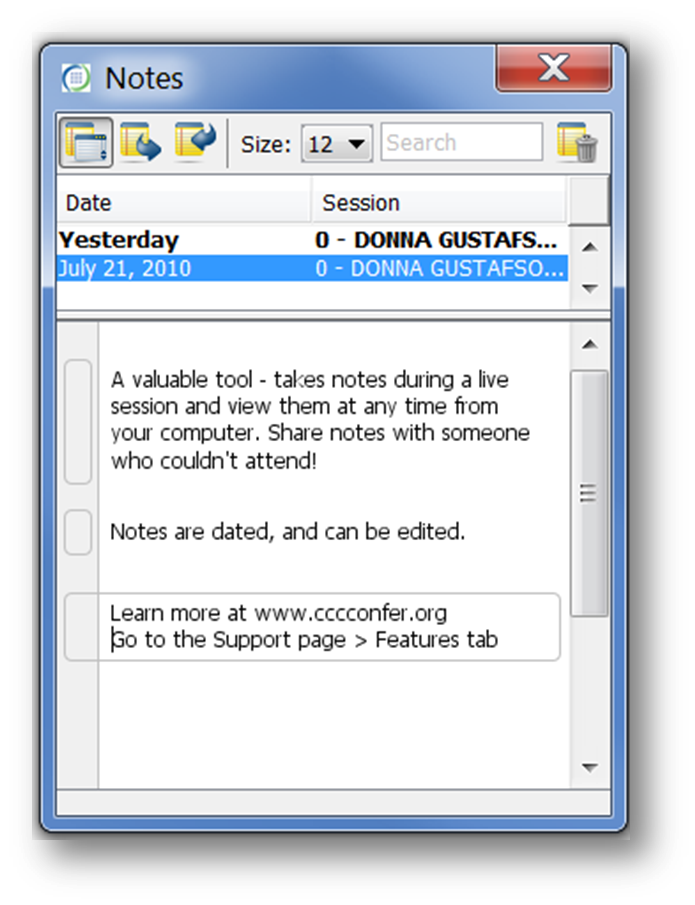 Notes
Size: 12 Search
Date Session
Yesterday 0 - DONNA GUSTAFS...
July 21, 2010 0 - DONNA GUSTAFSO...
A valuable tool - takes notes during a live
session and view them at any time from
your computer. Share notes with someone
who couldn't attend!
Notes are dated, and can be edited.
Learn more at www.cccconfer.org
Go to the Support page > Features tab